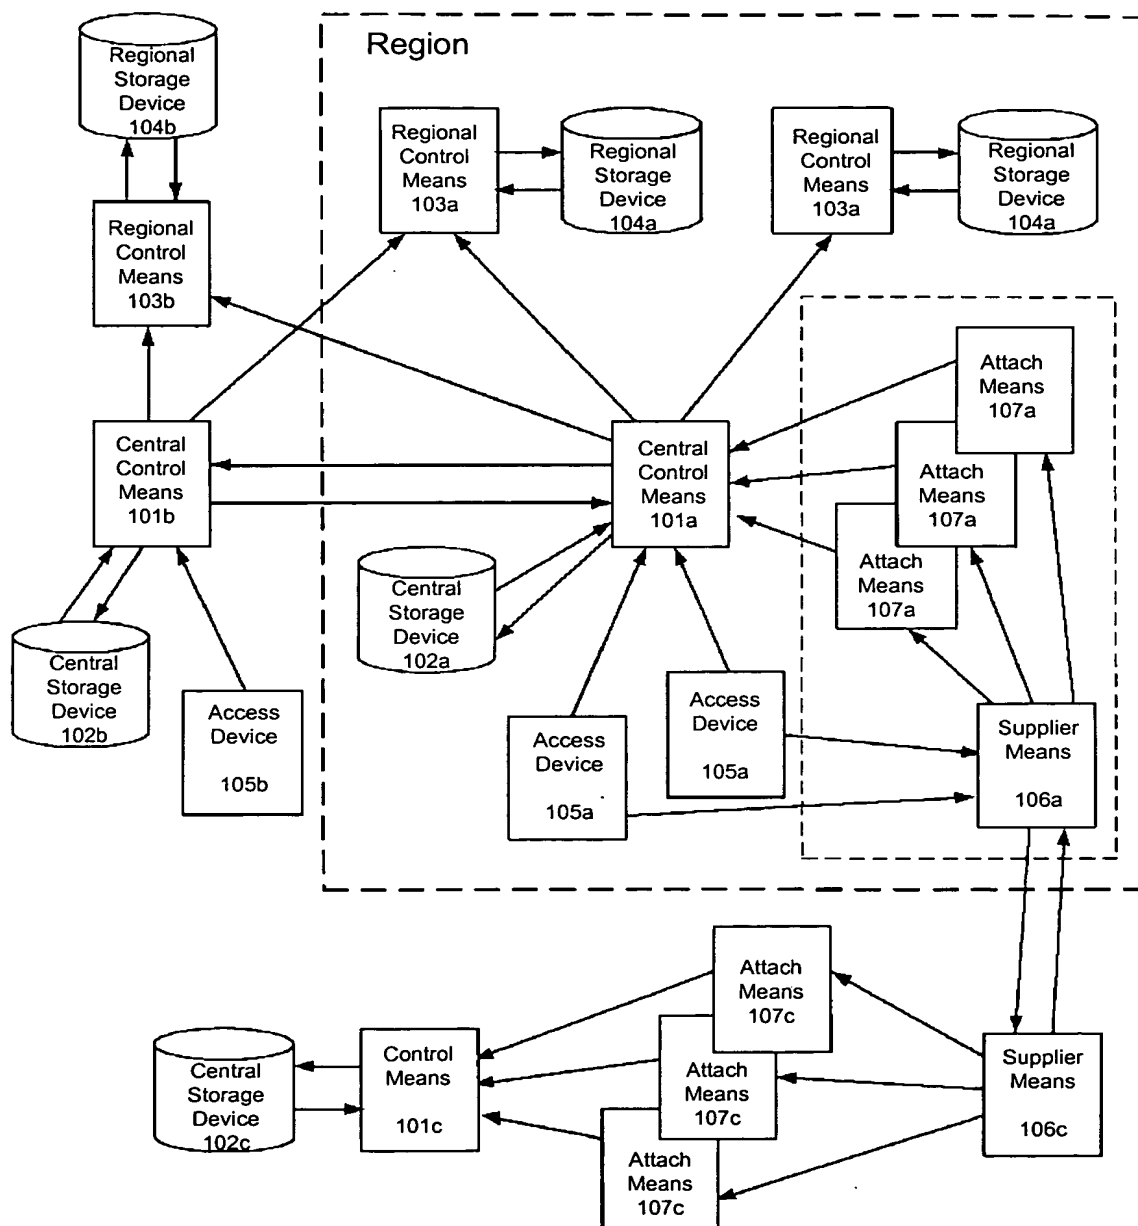 Regional
Storage
Device
104b
Region
Regional
Control
Means
103a
Regional
Storage
Device
104a
Regional
Control
Means
103a
Regional
Storage
Device
104a
Regional
Control
Means
103b
Attach
Means
107a
Central
Control
Means
101b
Central
Control
Means
101a
Attach
Means
107a
Attach
Means
107a
Central
Storage
Device
102a
Central
Storage
Device
102b
Access
Device
105b
Access
Device
105a
Access
Device
105a
Supplier
Means
106a
Attach
Means
107c
Central
Storage
Device
102c
Control
Means
101c
Attach
Means
107c
Supplier
Means
106c
Attach
Means
107c